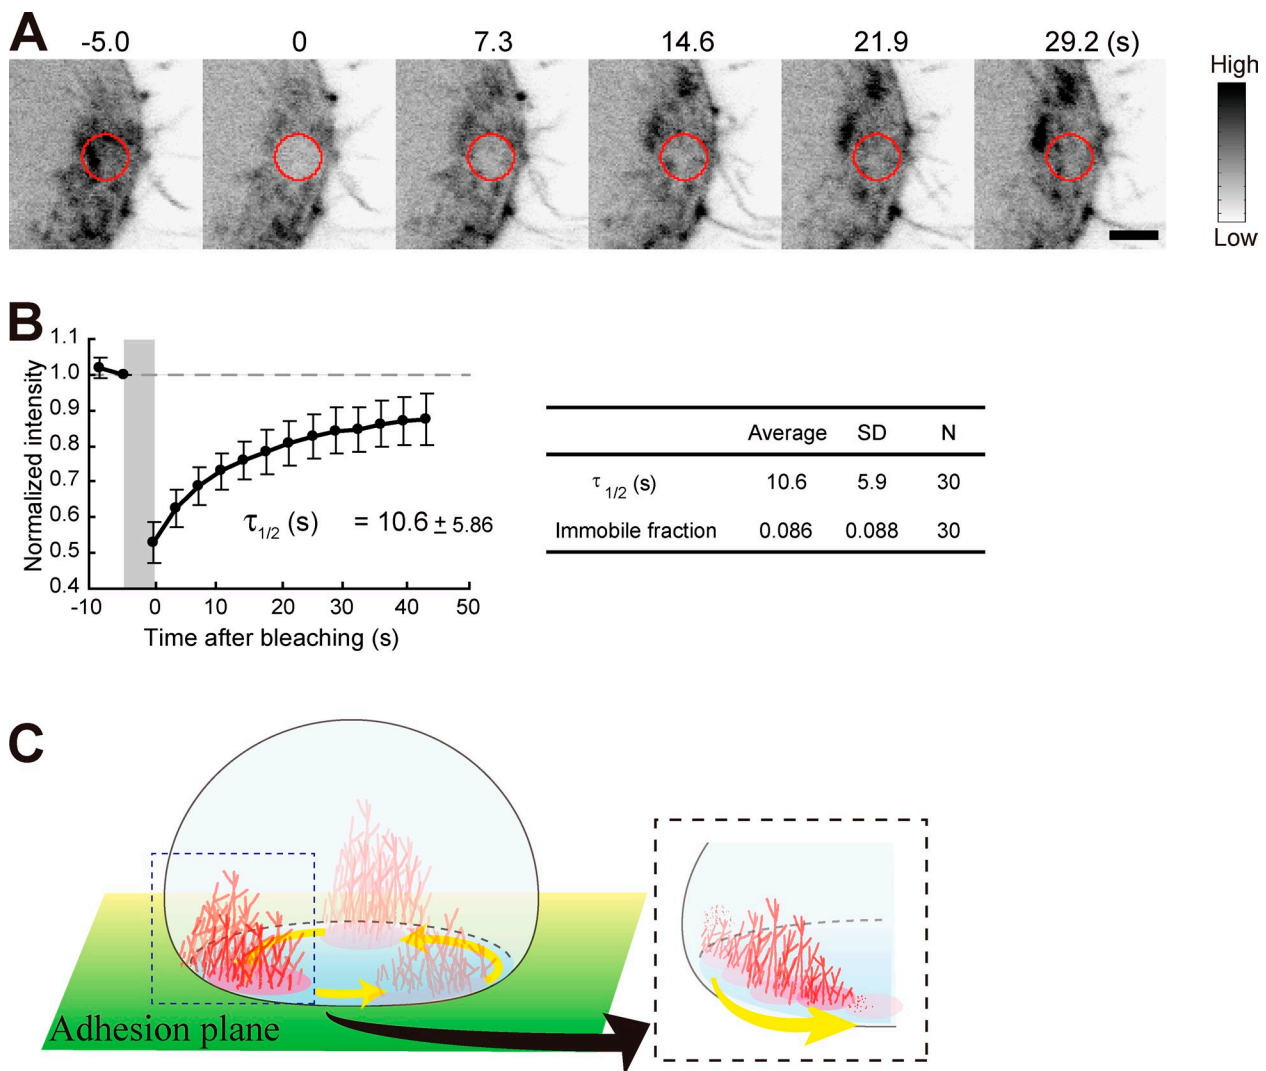 A
-5.0 0 7.3 14.6 21.9 29.2 (s)
High
Low
B
1.1
1.0
0.9
0.8
0.7
0.6
0.5
0.4
Normalized intensity
τ1/2 (s) = 10.6 ± 5.86
-10 0 10 20 30 40 50
Time after bleaching (s)
Average SD N
τ 1/2 (s) 10.6 5.9 30
Immobile fraction 0.086 0.088 30
C
Adhesion plane